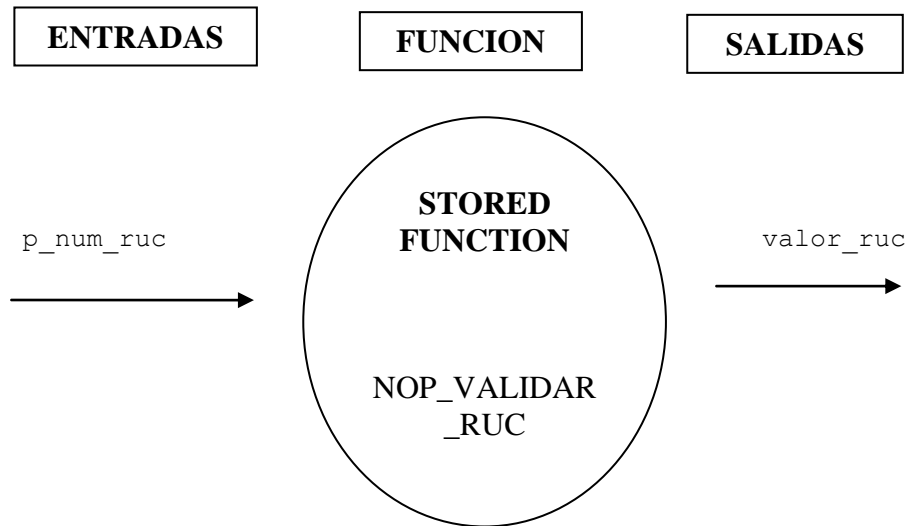 ENTRADAS
FUNCION
SALIDAS
STORED
FUNCTION
p_num_ruc
valor_ruc
NOP_VALIDAR
_RUC